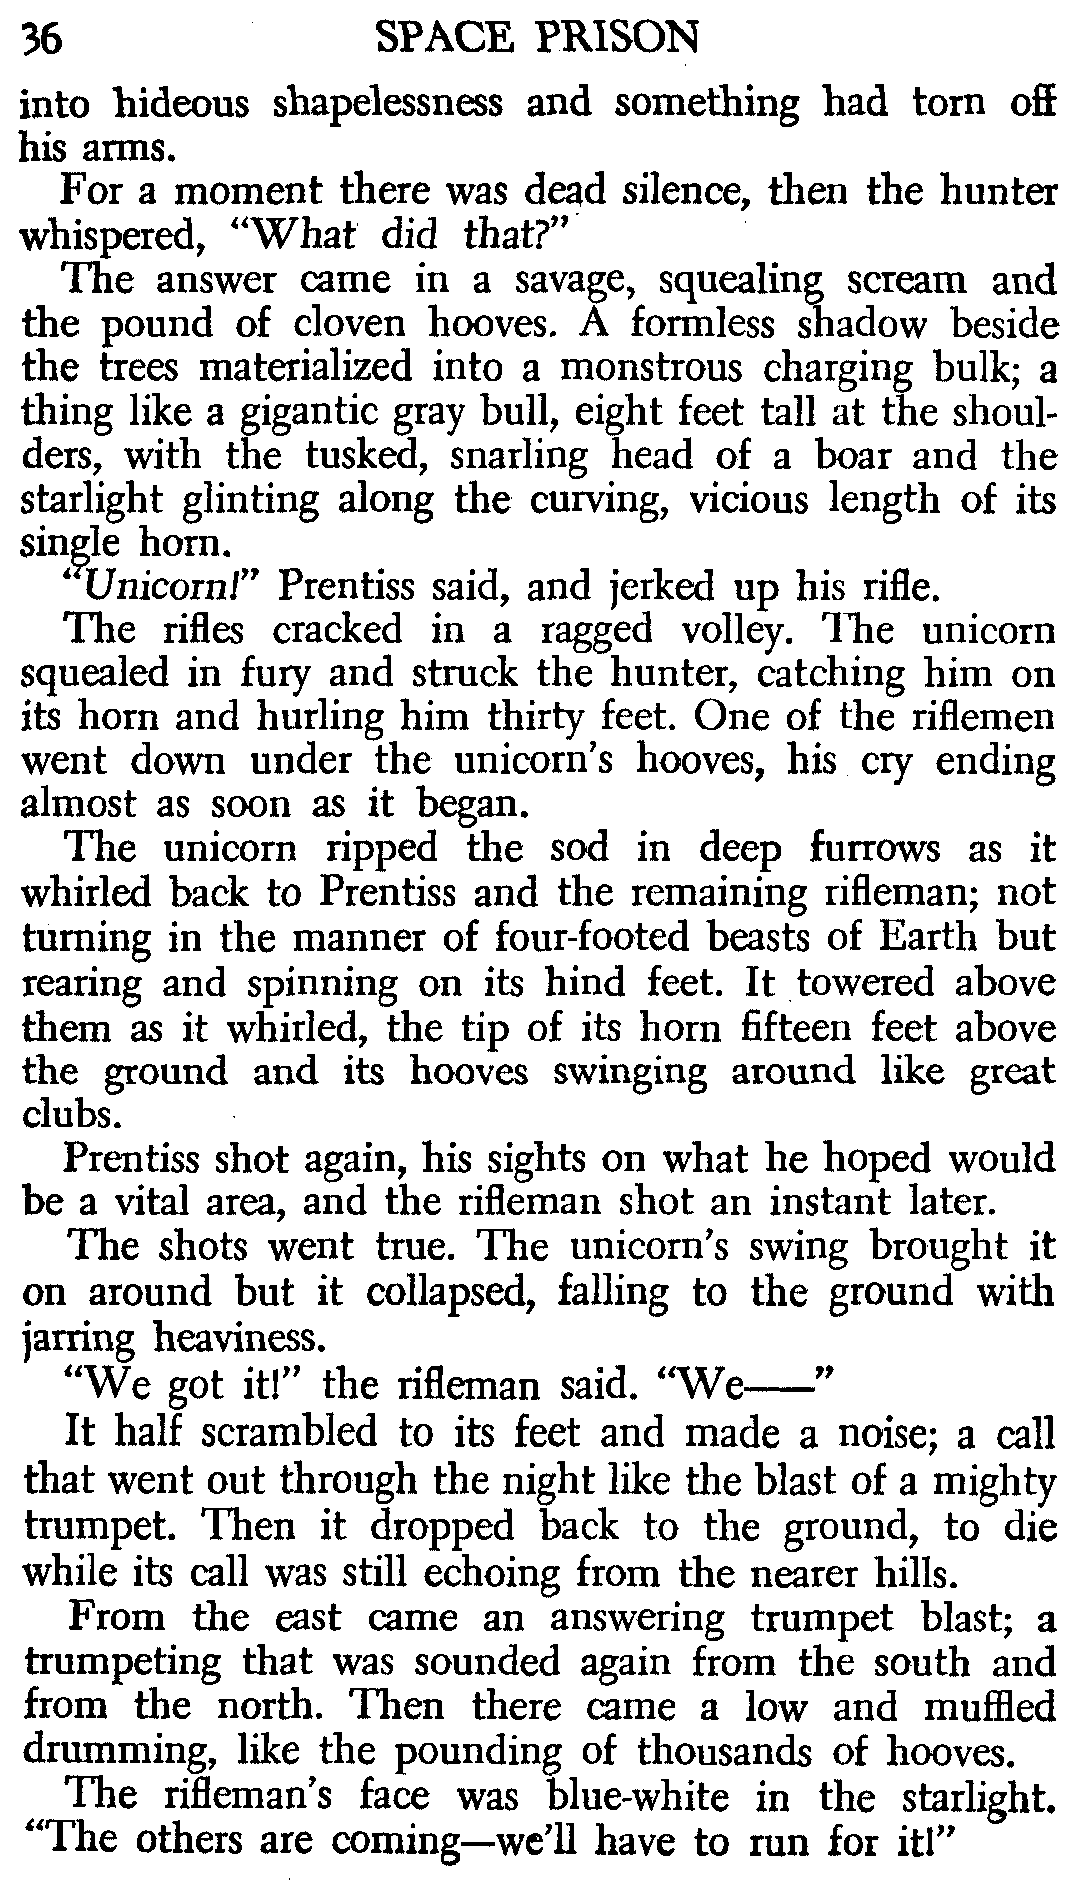 36 SPACE PRISON
into hideous shapelessness and something had torn off
his arms.
For a moment there was dead silence, then the hunter
whispered, “What did that?”
The answer came in a savage, squealing scream and
the pound of cloven hooves. A formless shadow beside
the trees materialized into a monstrous charging bulk; a
thing like a gigantic gray bull, eight feet tall at the shoul-
ders, with the tusked, snarling head of a boar and the
starlight glinting along the curving, vicious length of its
single horn.
“Unicorn!” Prentiss said, and jerked up his rifle.
The rifles cracked in a ragged volley. The unicorn
squealed in fury and struck the hunter, catching him on
its horn and hurling him thirty feet. One of the riflemen
went down under the unicorn’s hooves, his cry ending
almost as soon as it began.
The unicorn ripped the sod in deep furrows as it
whirled back to Prentiss and the remaining rifleman; not
turning in the manner of four-footed beasts of Earth but
rearing and spinning on its hind feet. It towered above
them as it whirled, the tip of its horn fifteen feet above
the ground and its hooves swinging around like great
clubs.
Prentiss shot again, his sights on what he hoped would
be a vital area, and the rifleman shot an instant later.
The shots went true. The unicorn’s swing brought it
on around but it collapsed, falling to the ground with
jarring heaviness.
“We got it!” the rifleman said. “We——”
It half scrambled to its feet and made a noise; a call
that went out through the night like the blast of a mighty
trumpet. Then it dropped back to the ground, to die
while its call was still echoing from the nearer hills.
From the east came an answering trumpet blast; a
trumpeting that was sounded again from the south and
from the north. Then there came a low and muffled
drumming, like the pounding of thousands of hooves.
The rifleman’s face was blue-white in the starlight.
“The others are coming—we’ll have to run for it!”